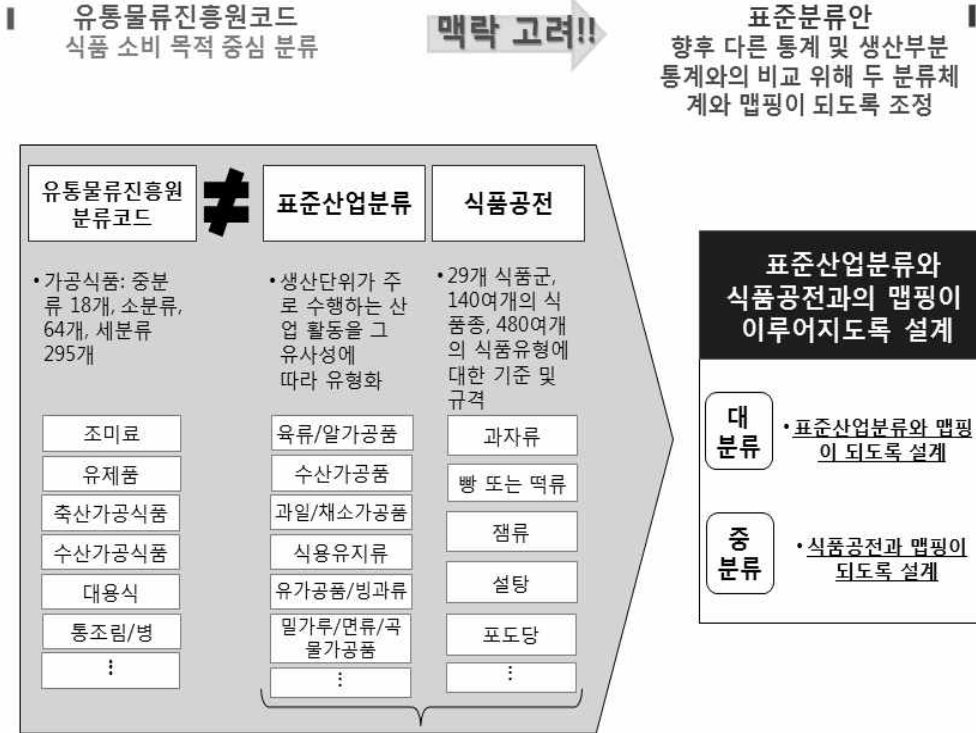 유통물류진흥원코드
식품 소비 목적 중심 분류
맥락 고려!!
표준분류안
향후 다른 통계 및 생산부분
통계와의 비교 위해 두 분류체
계와 맵핑이 되도록 조정
유통물류진흥원
분류코드
≠
표준산업분류
식품공전
• 가공식품: 중분
류 18개, 소분류,
64개, 세분류
295개
조미료
유제품
축산가공식품
수산가공식품
대용식
통조림/병
⋮
• 생산단위가 주
로 수행하는 산
업 활동을 그
유사성에
따라 유형화
육류/알가공품
수산가공품
과일/채소가공품
식용유지류
유가공품/빙과류
밀가루/면류/곡
물가공품
⋮
• 29개 식품군,
140여개의 식
품종, 480여개
의 식품유형에
대한 기준 및
규격
과자류
빵 또는 떡류
잼류
설탕
포도당
⋮
표준산업분류와
식품공전과의 맵핑이
이루어지도록 설계
대
분류
• 표준산업분류와 맵핑
이 되도록 설계
중
분류
• 식품공전과 맵핑이
되도록 설계